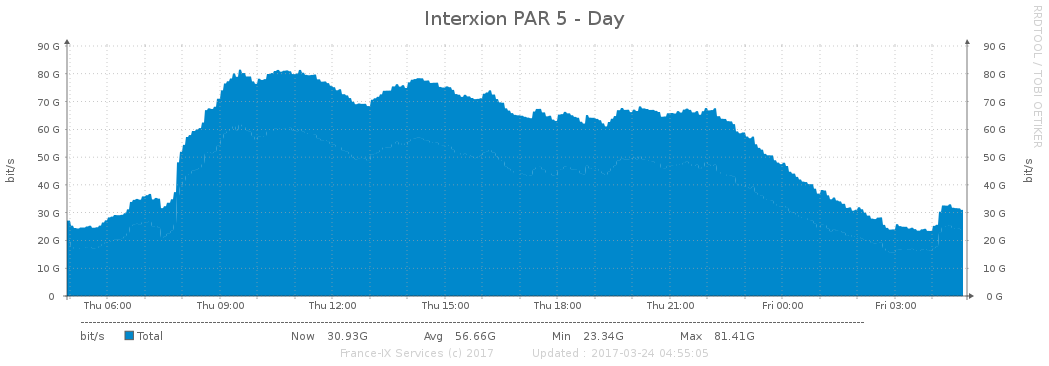 Interxion PAR 5 - Day
RRDTOOL / TOBI OETIKER
90 G 90 G
80 G 80 G
70 G 70 G
60 G 60 G
50 G 50 G
40 G 40 G
30 G 30 G
20 G 20 G
10 G 10 G
0 0 G
bit/s
bit/s
Thu 06:00 Thu 09:00 Thu 12:00 Thu 15:00 Thu 18:00 Thu 21:00 Fri 00:00 Fri 03:00
bit/s Total Now 30.93G Avg 56.66G Min 23.34G Max 81.41G
France-IX Services (c) 2017 Updated : 2017-03-24 04:55:05